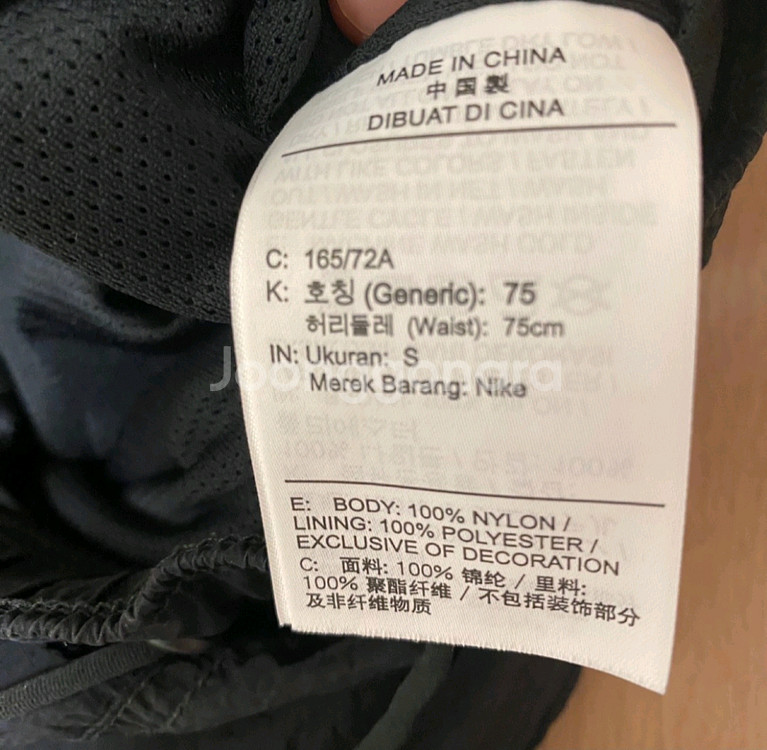 MADE IN CHINA
中国製
DIBUAT DI CINA
C: 165/72A
K: 호칭 (Generic): 75
허리둘레 (Waist): 75cm
IN: Ukuran: S
Joonggonara
Merek Barang: Nike
E: BODY: 100% NYLON /
LINING: 100% POLYESTER /
EXCLUSIVE OF DECORATION
C: 面料: 100% 锦纶 / 里料:
100% 聚酯纤维 / 不包括装饰部分
及非纤维物质